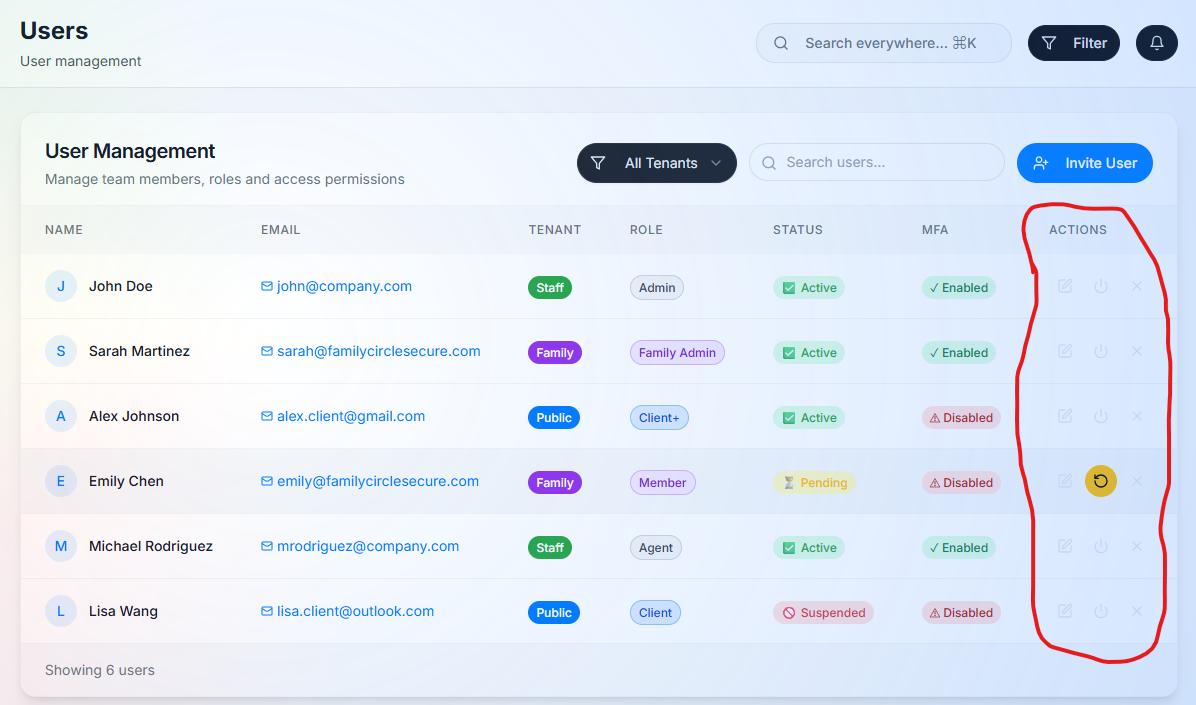 Users
User management
Search everywhere... ⌘K
Filter
User Management
Manage team members, roles and access permissions
All Tenants
Search users...
Invite User
NAME EMAIL TENANT ROLE STATUS MFA ACTIONS
J John Doe john@company.com Staff Admin ✅ Active ✓ Enabled
S Sarah Martinez sarah@familycirclesecure.com Family Family Admin ✅ Active ✓ Enabled
A Alex Johnson alex.client@gmail.com Public Client+ ✅ Active ⚠ Disabled
E Emily Chen emily@familycirclesecure.com Family Member ⏳ Pending ⚠ Disabled
M Michael Rodriguez mrodriguez@company.com Staff Agent ✅ Active ✓ Enabled
L Lisa Wang lisa.client@outlook.com Public Client 🚫 Suspended ⚠ Disabled
Showing 6 users